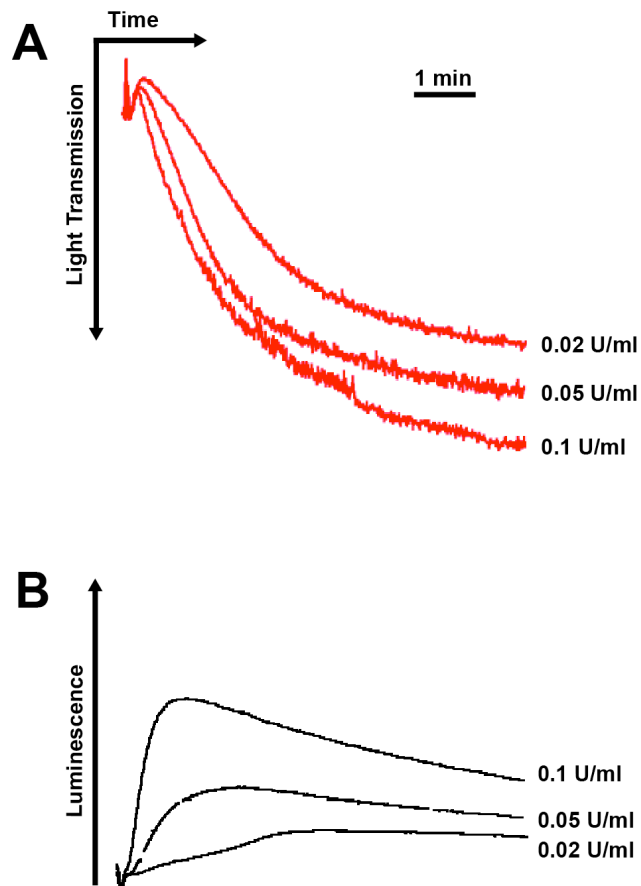 Time
A
1 min
Light Transmission
0.02 U/ml
0.05 U/ml
0.1 U/ml
B
Luminescence
0.1 U/ml
0.05 U/ml
0.02 U/ml